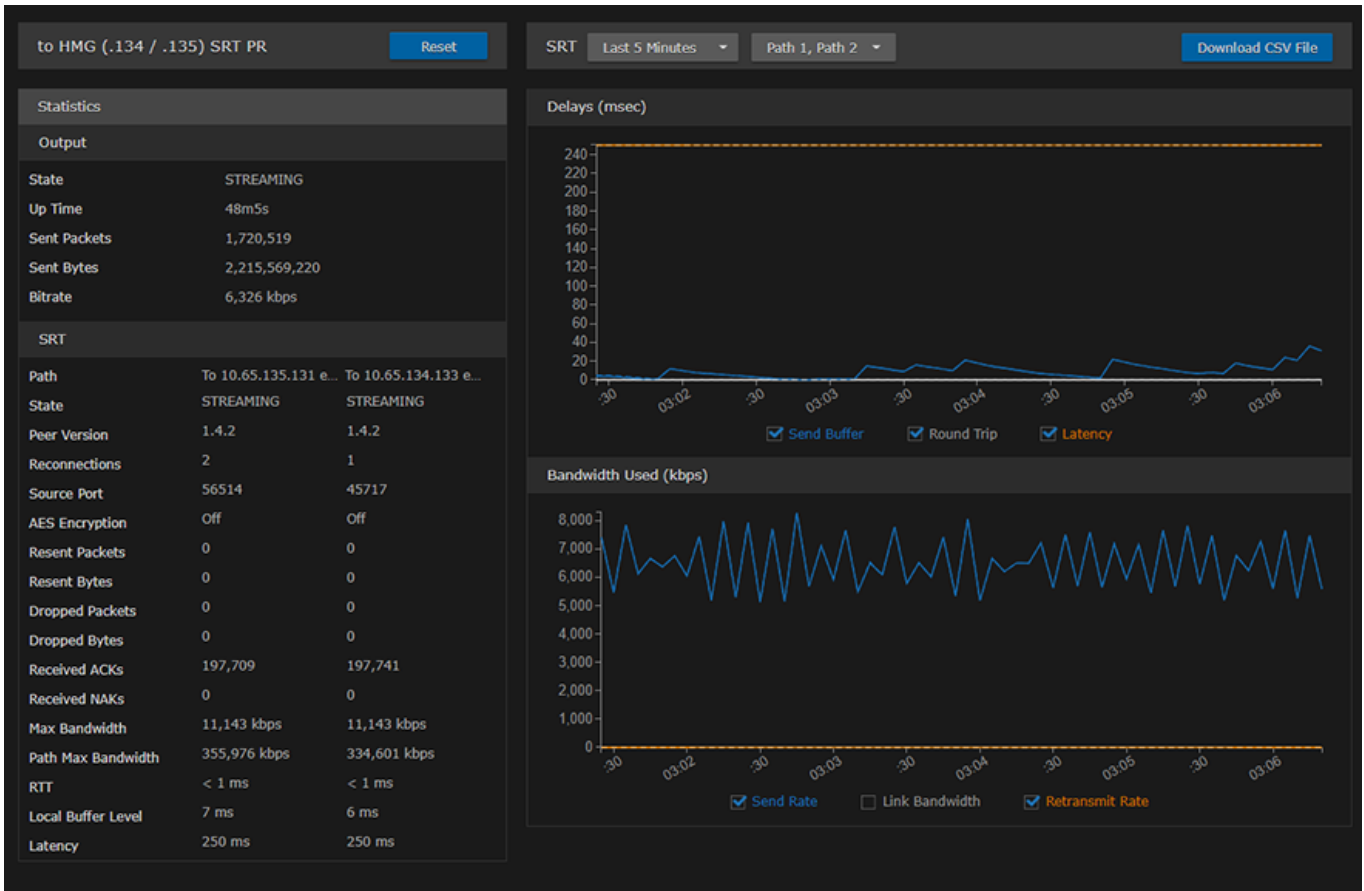 to HMG (.134 / .135) SRT PR
Reset
SRT
Last 5 Minutes
Path 1, Path 2
Download CSV File
Statistics
Output
State STREAMING
Up Time 48m5s
Sent Packets 1,720,519
Sent Bytes 2,215,569,220
Bitrate 6,326 kbps
SRT
Path To 10.65.135.131 e... To 10.65.134.133 e...
State STREAMING STREAMING
Peer Version 1.4.2 1.4.2
Reconnections 2 1
Source Port 56514 45717
AES Encryption Off Off
Resent Packets 0 0
Resent Bytes 0 0
Dropped Packets 0 0
Dropped Bytes 0 0
Received ACKs 197,709 197,741
Received NAKs 0 0
Max Bandwidth 11,143 kbps 11,143 kbps
Path Max Bandwidth 355,976 kbps 334,601 kbps
RTT < 1 ms < 1 ms
Local Buffer Level 7 ms 6 ms
Latency 250 ms 250 ms
Delays (msec)
240
220
200
180
160
140
120
100
80
60
40
20
0
:30 03:02 :30 03:03 :30 03:04 :30 03:05 :30 03:06
Send Buffer Round Trip Latency
Bandwidth Used (kbps)
8,000
7,000
6,000
5,000
4,000
3,000
2,000
1,000
0
:30 03:02 :30 03:03 :30 03:04 :30 03:05 :30 03:06
Send Rate Link Bandwidth Retransmit Rate